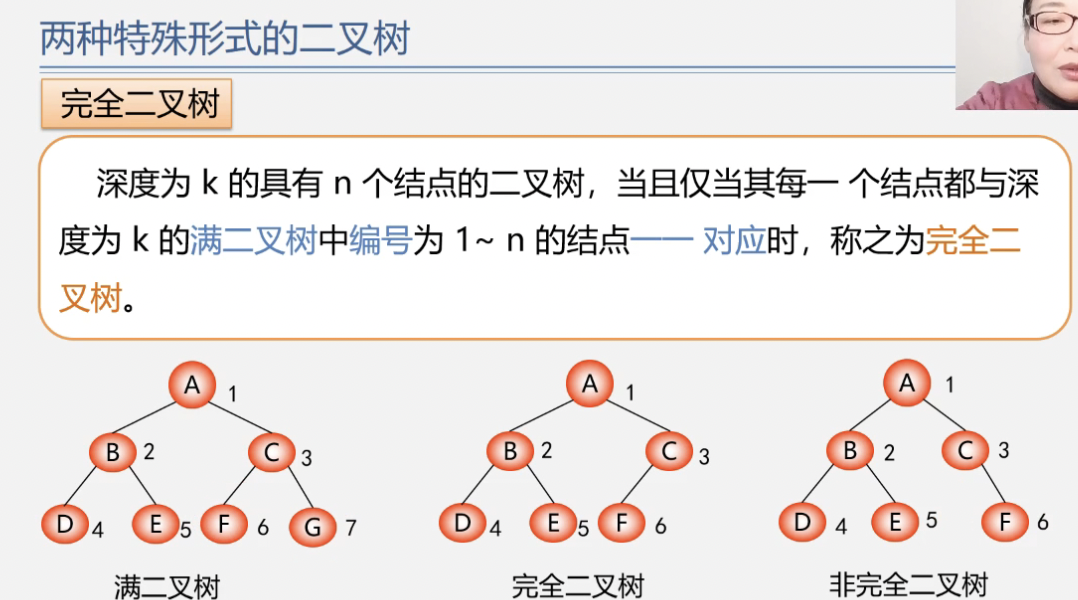 两种特殊形式的二叉树
完全二叉树
深度为 k 的具有 n 个结点的二叉树，当且仅当其每一 个结点都与深
度为 k 的满二叉树中编号为 1~ n 的结点一一 对应时，称之为完全二
叉树。
A 1
B 2 C 3
D 4 E 5 F 6 G 7
满二叉树
A 1
B 2 C 3
D 4 E 5 F 6
完全二叉树
A 1
B 2 C 3
D 4 E 5 F 6
非完全二叉树